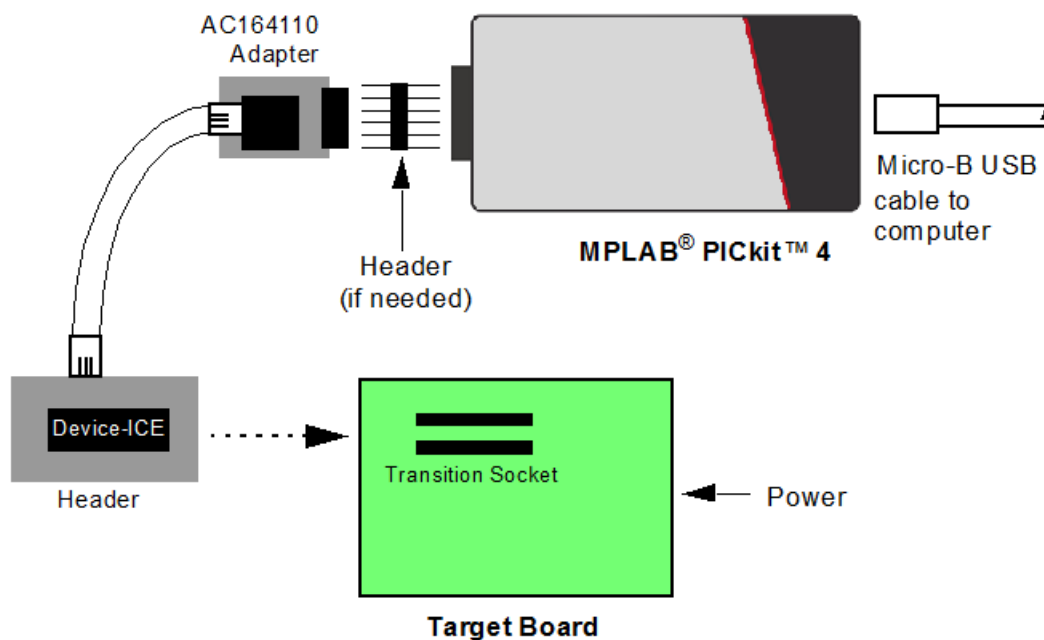 AC164110
Adapter
Micro-B USB
cable to
computer
MPLAB® PICkit™ 4
Header
(if needed)
Device-ICE
Header
Transition Socket
Power
Target Board